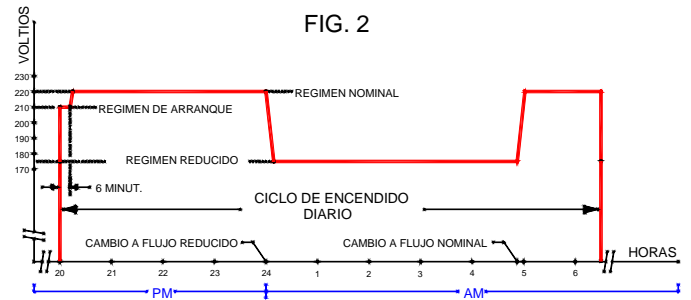 FIG. 2
VOLTIOS
230
220
210
200
190
180
170
REGIMEN NOMINAL
REGIMEN DE ARRANQUE
REGIMEN REDUCIDO
6 MINUT.
CICLO DE ENCENDIDO
DIARIO
CAMBIO A FLUJO REDUCIDO
CAMBIO A FLUJO NOMINAL
HORAS
20 21 22 23 24 1 2 3 4 5 6
PM AM